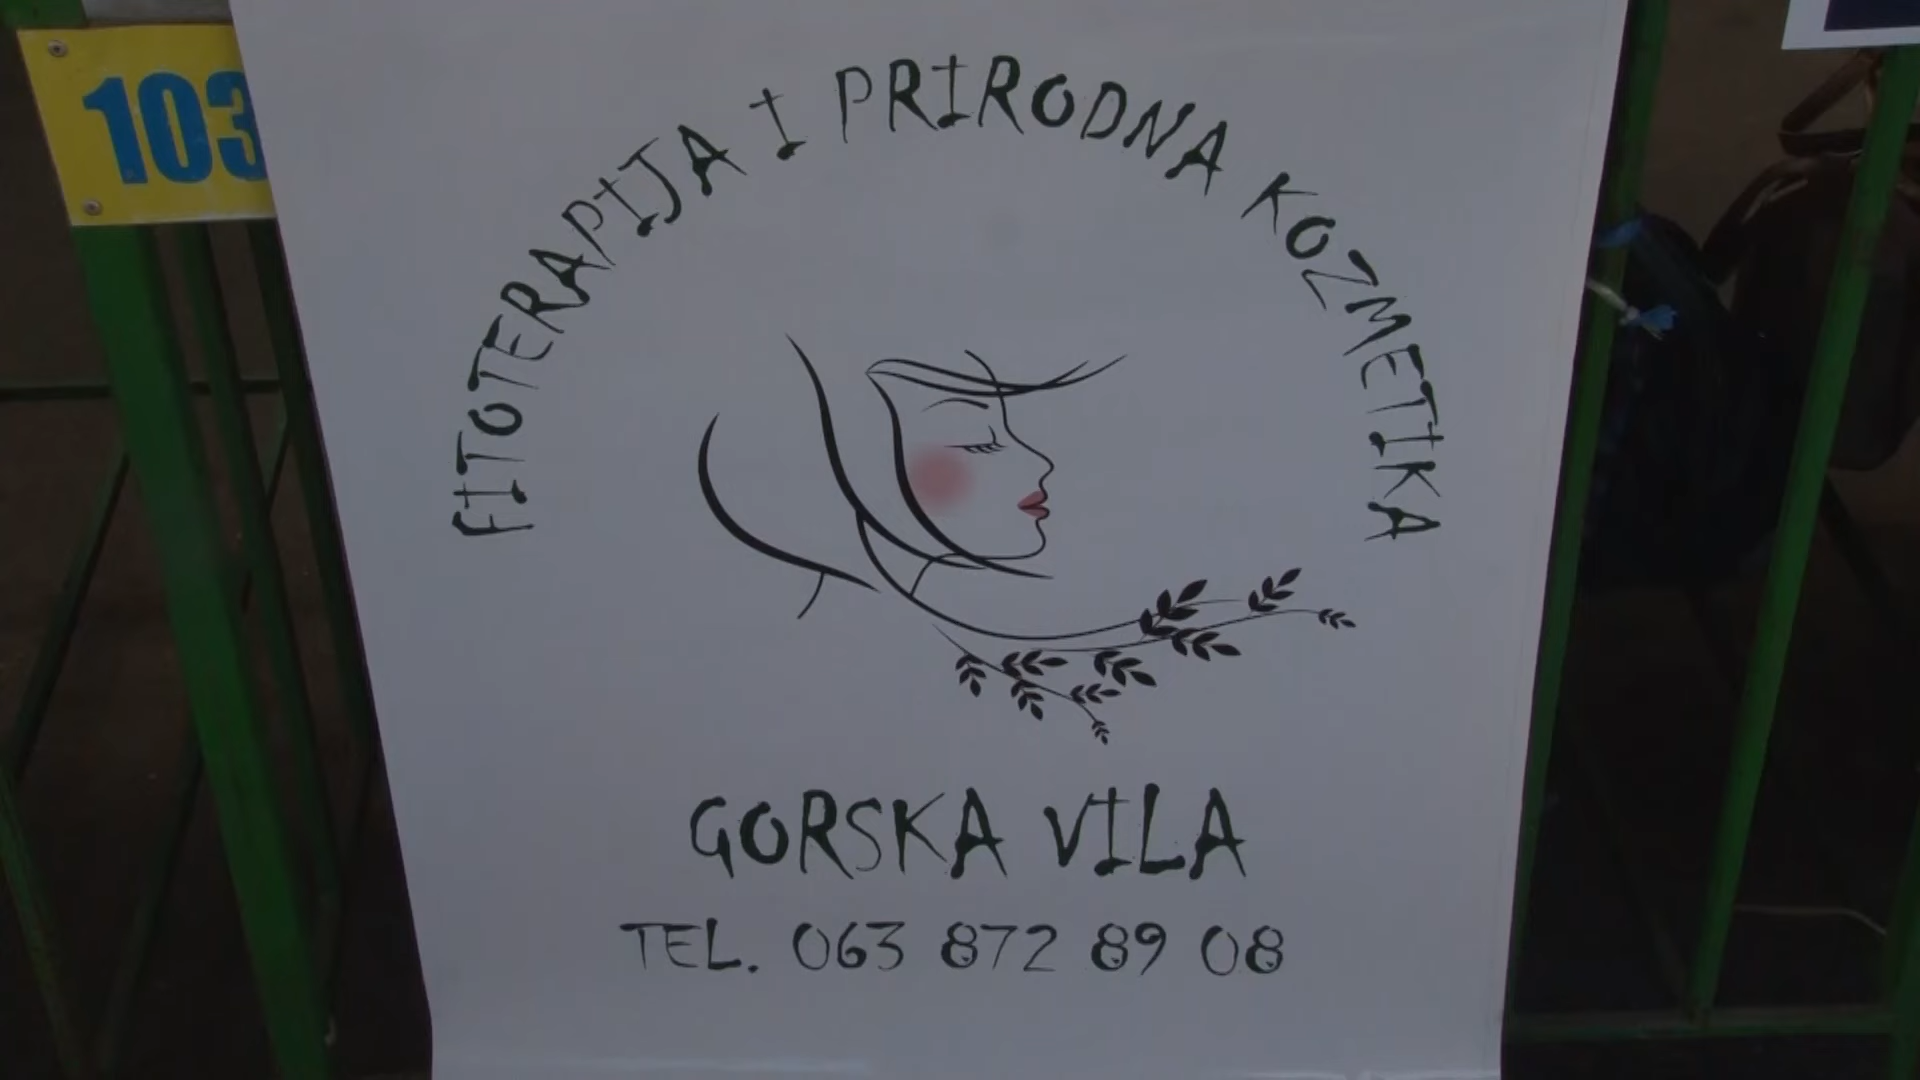 103
FITOTERAPIJA I PRIRODNA KOZMETIKA
GORSKA VILA
TEL. 063 872 89 08